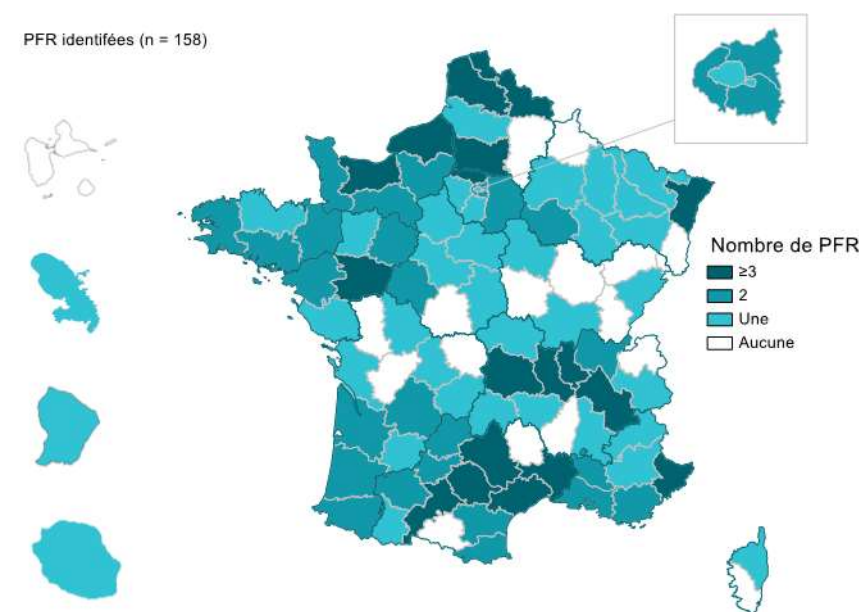 PFR identifées (n = 158)
Nombre de PFR
≥3
2
Une
Aucune